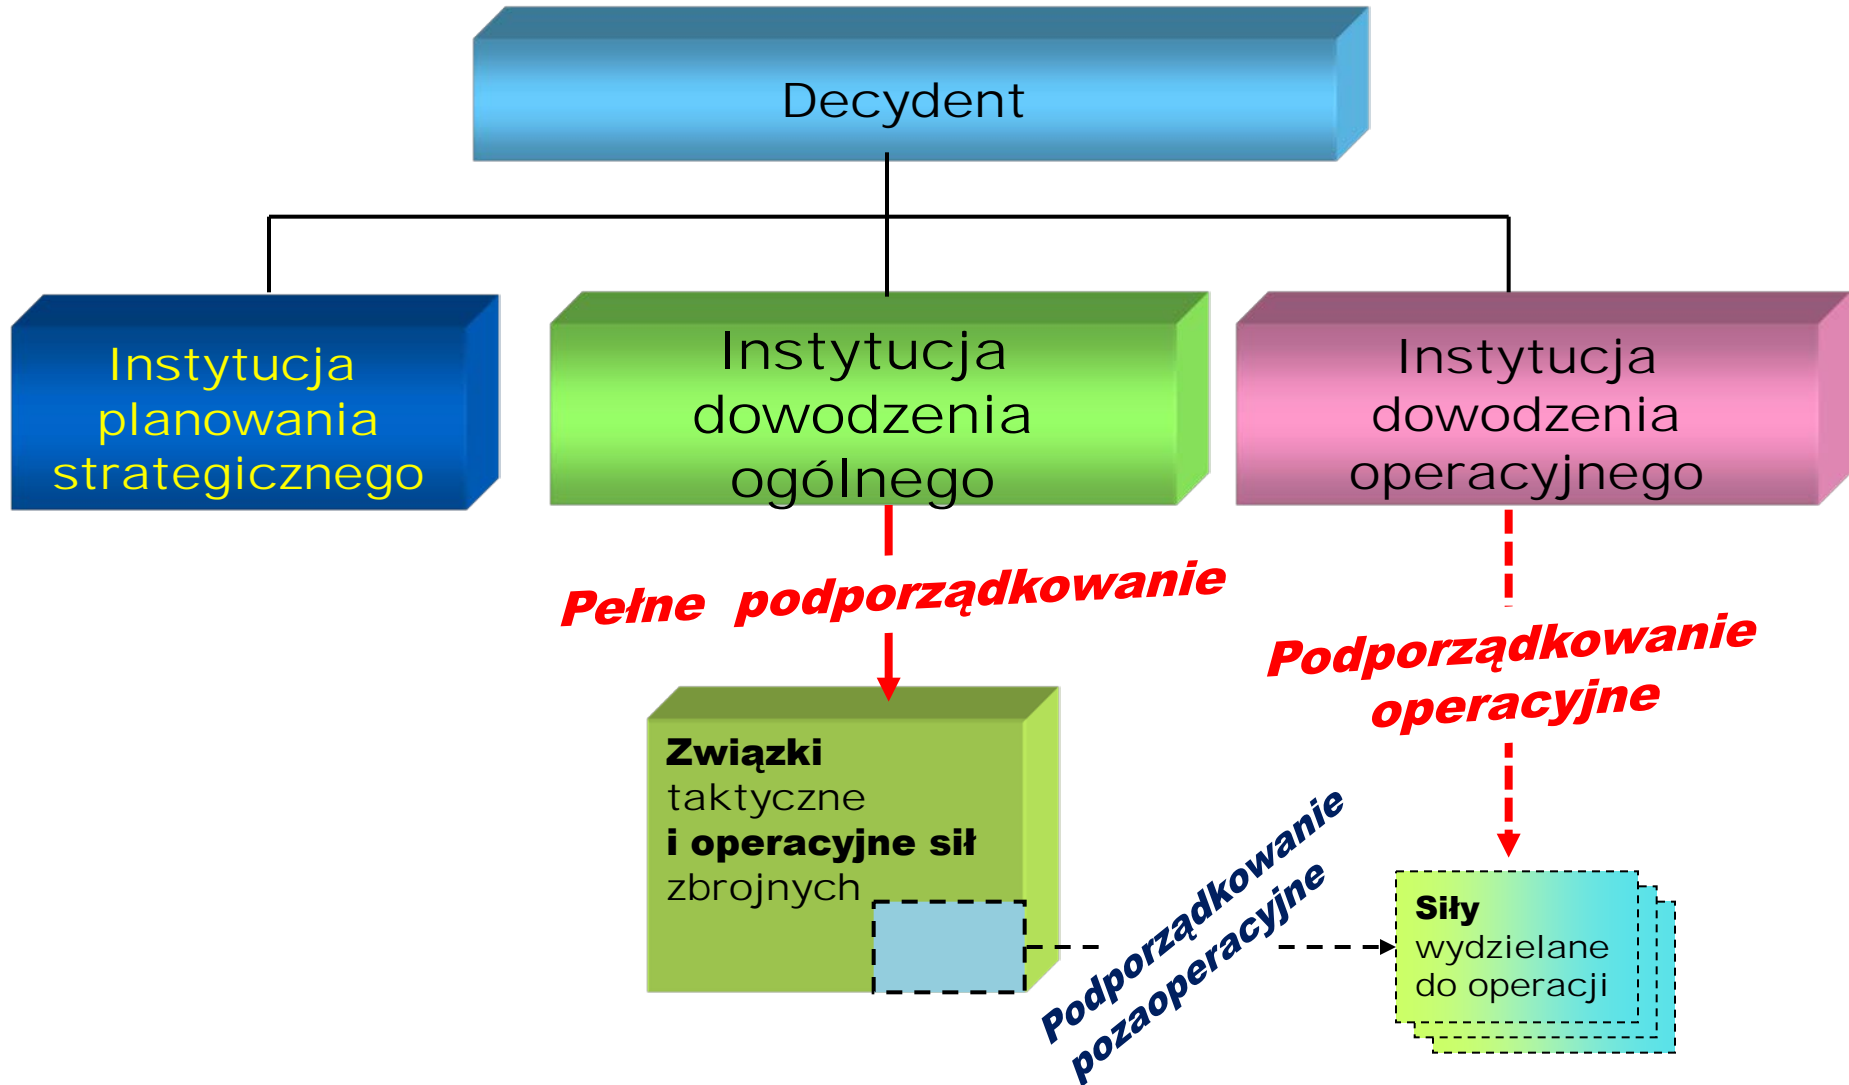 Decydent
Instytucja
planowania
strategicznego
Instytucja
dowodzenia
ogólnego
Instytucja
dowodzenia
operacyjnego
Pełne podporządkowanie
Podporządkowanie
operacyjne
Związki
taktyczne
i operacyjne sił
zbrojnych
Podporządkowanie
pozaoperacyjne
Siły
wydzielane
do operacji